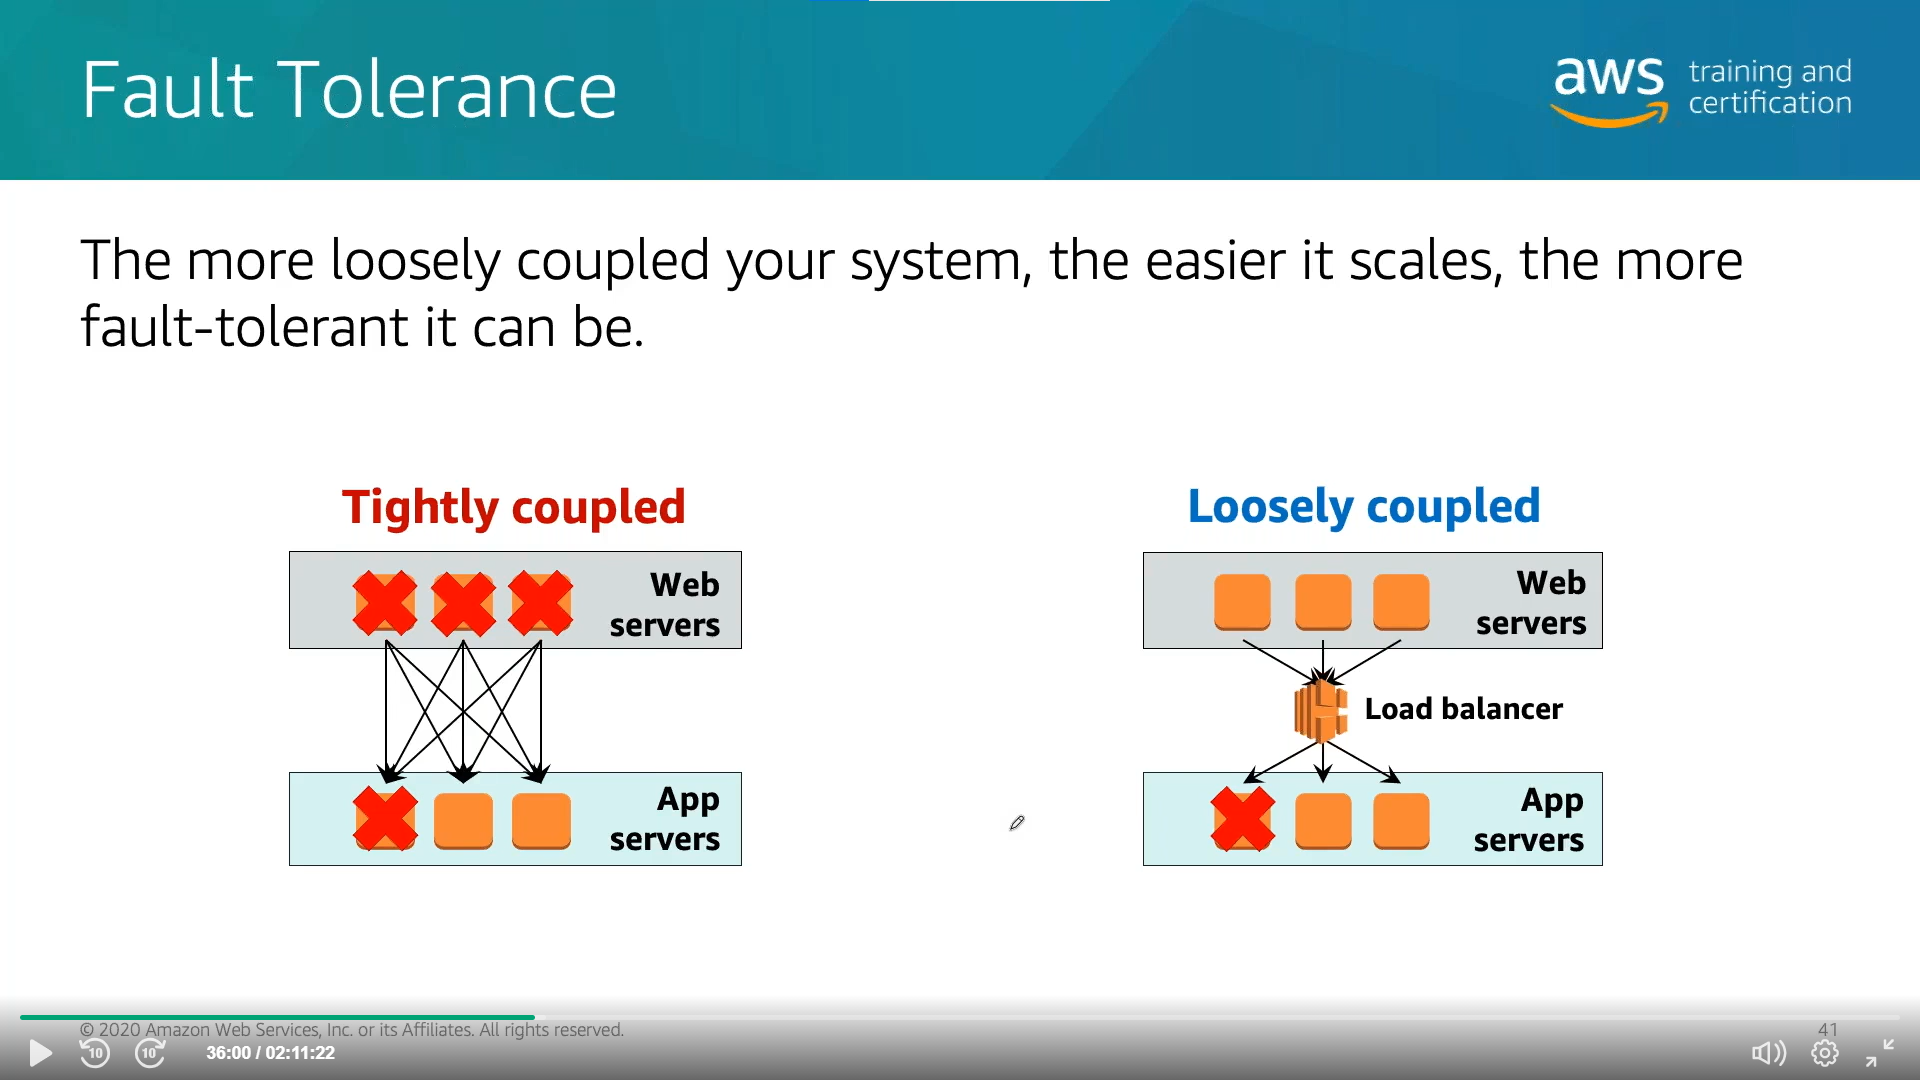 Fault Tolerance
aws training and
certification
The more loosely coupled your system, the easier it scales, the more
fault-tolerant it can be.
Tightly coupled
Web
servers
App
servers
Loosely coupled
Web
servers
Load balancer
App
servers
© 2020 Amazon Web Services, Inc. or its Affiliates. All rights reserved.
41
10
10
36:00 / 02:11:22